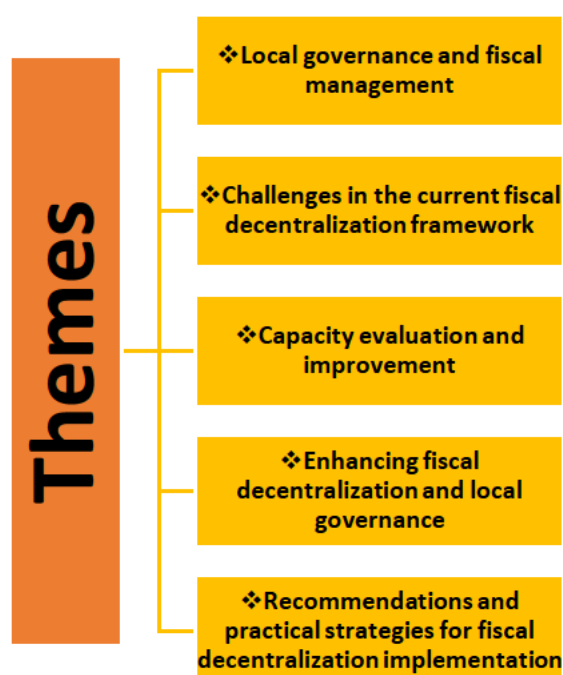 Themes
❖Local governance and fiscal
management
❖Challenges in the current fiscal
decentralization framework
❖Capacity evaluation and
improvement
❖Enhancing fiscal
decentralization and local
governance
❖Recommendations and
practical strategies for fiscal
decentralization implementation